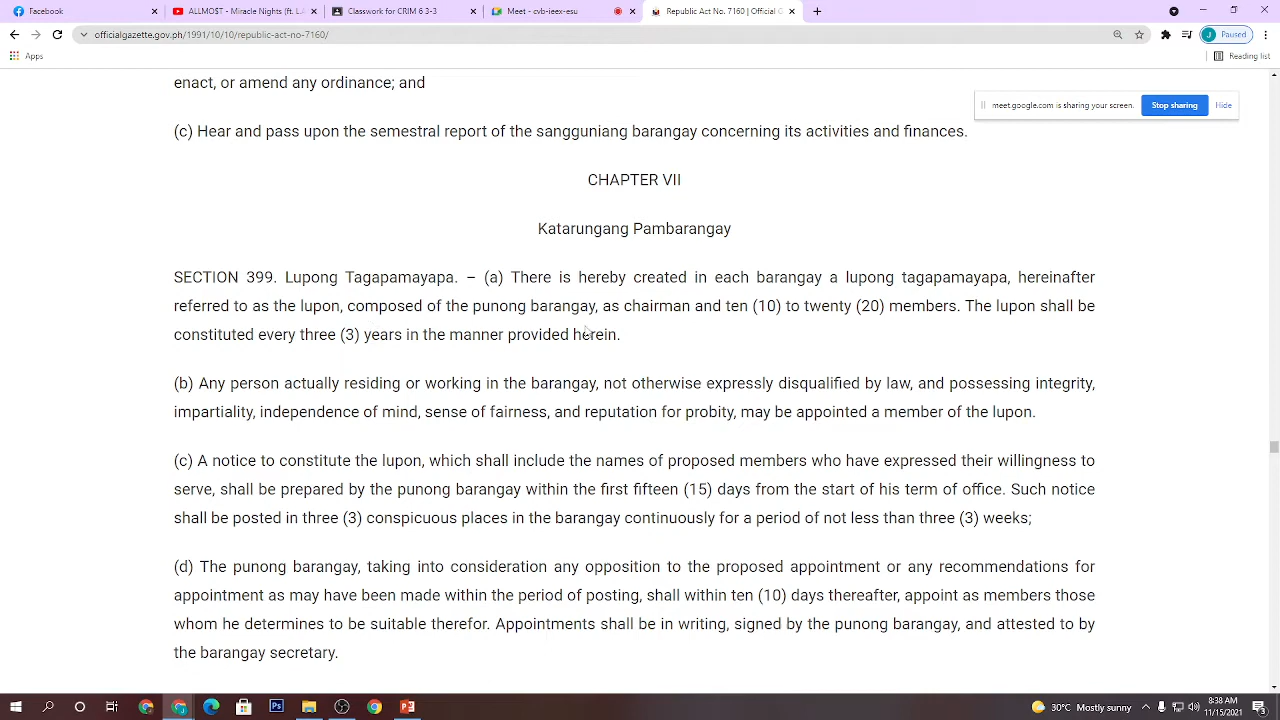 Facebook
ALLMOST - Miracle Nights (ft. L.A
Classwork for CRIM 6 3-3
Meet - cvb-ieex-esu
Republic Act No. 7160 | Official G
officialgazette.gov.ph/1991/10/10/republic-act-no-7160/
J Paused
Apps
Reading list
enact, or amend any ordinance; and
meet.google.com is sharing your screen. Stop sharing Hide
(c) Hear and pass upon the semestral report of the sangguniang barangay concerning its activities and finances.
CHAPTER VII
Katarungang Pambarangay
SECTION 399. Lupong Tagapamayapa. – (a) There is hereby created in each barangay a lupong tagapamayapa, hereinafter
referred to as the lupon, composed of the punong barangay, as chairman and ten (10) to twenty (20) members. The lupon shall be
constituted every three (3) years in the manner provided herein.
(b) Any person actually residing or working in the barangay, not otherwise expressly disqualified by law, and possessing integrity,
impartiality, independence of mind, sense of fairness, and reputation for probity, may be appointed a member of the lupon.
(c) A notice to constitute the lupon, which shall include the names of proposed members who have expressed their willingness to
serve, shall be prepared by the punong barangay within the first fifteen (15) days from the start of his term of office. Such notice
shall be posted in three (3) conspicuous places in the barangay continuously for a period of not less than three (3) weeks;
(d) The punong barangay, taking into consideration any opposition to the proposed appointment or any recommendations for
appointment as may have been made within the period of posting, shall within ten (10) days thereafter, appoint as members those
whom he determines to be suitable therefor. Appointments shall be in writing, signed by the punong barangay, and attested to by
the barangay secretary.
30°C Mostly sunny
8:38 AM
11/15/2021